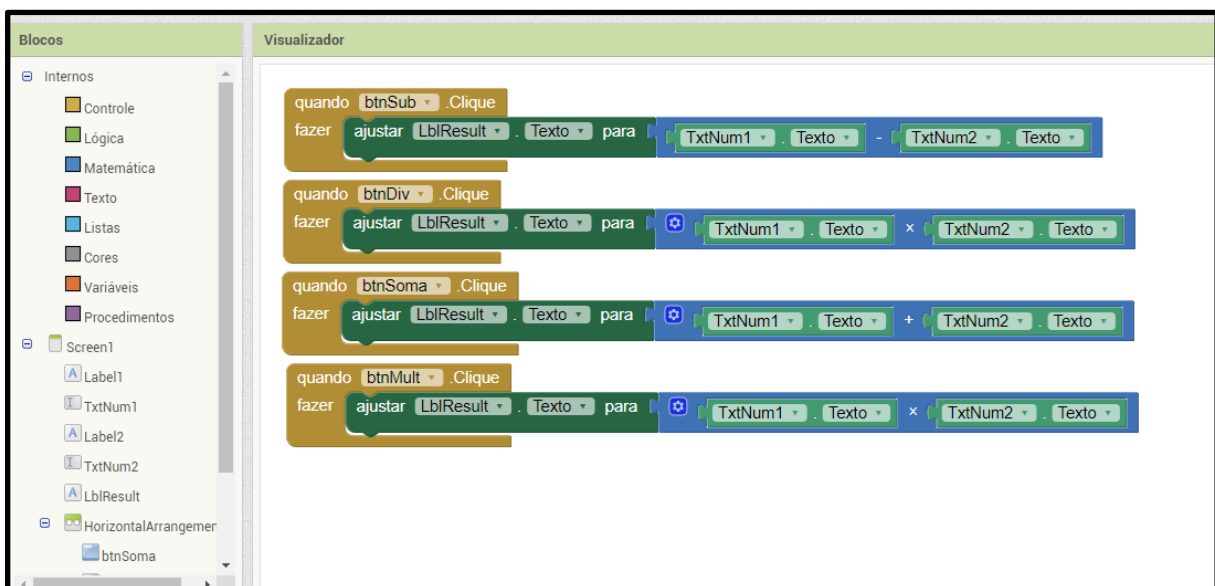 Blocos
Visualizador
Internos
Controle
Lógica
Matemática
Texto
Listas
Cores
Variáveis
Procedimentos
Screen1
A Label1
TxtNum1
A Label2
TxtNum2
A LblResult
HorizontalArrangemen
btnSoma
quando btnSub .Clique
fazer ajustar LblResult . Texto para TxtNum1 . Texto - TxtNum2 . Texto
quando btnDiv .Clique
fazer ajustar LblResult . Texto para TxtNum1 . Texto × TxtNum2 . Texto
quando btnSoma .Clique
fazer ajustar LblResult . Texto para TxtNum1 . Texto + TxtNum2 . Texto
quando btnMult .Clique
fazer ajustar LblResult . Texto para TxtNum1 . Texto × TxtNum2 . Texto